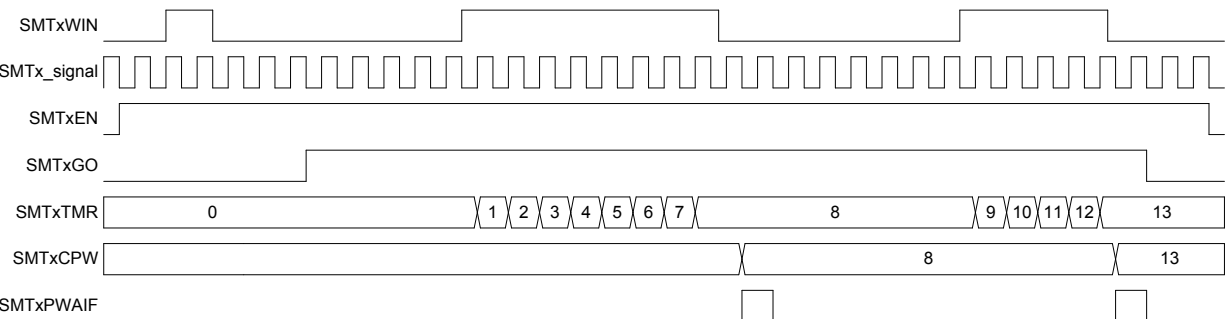 SMTxWIN
SMTx_signal
SMTxEN
SMTxGO
SMTxTMR 0 1 2 3 4 5 6 7 8 9 10 11 12 13
SMTxCPW 8 13
SMTxPWAIF